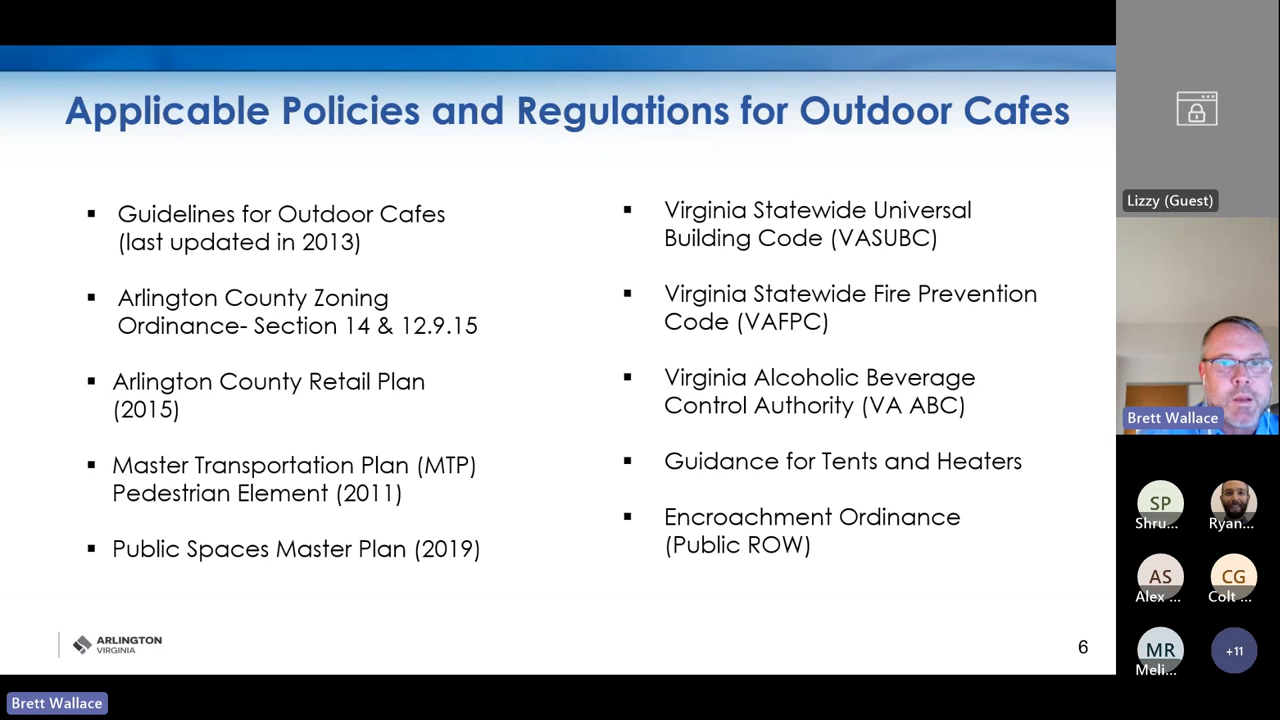 Applicable Policies and Regulations for Outdoor Cafes
▪ Guidelines for Outdoor Cafes
(last updated in 2013)
▪ Arlington County Zoning
Ordinance- Section 14 & 12.9.15
▪ Arlington County Retail Plan
(2015)
▪ Master Transportation Plan (MTP)
Pedestrian Element (2011)
▪ Public Spaces Master Plan (2019)
▪ Virginia Statewide Universal
Building Code (VASUBC)
▪ Virginia Statewide Fire Prevention
Code (VAFPC)
▪ Virginia Alcoholic Beverage
Control Authority (VA ABC)
▪ Guidance for Tents and Heaters
▪ Encroachment Ordinance
(Public ROW)
ARLINGTON
VIRGINIA
6
Lizzy (Guest)
Brett Wallace
SP
Shru...
Ryan...
AS
Alex ...
CG
Colt ...
MR
Meli...
+11
Brett Wallace